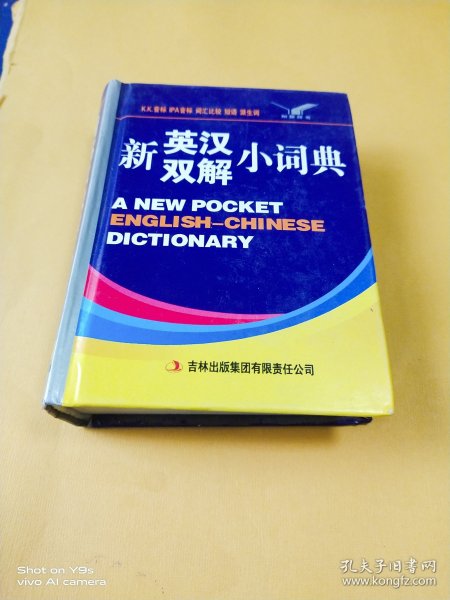 K.K.音标 IPA音标 词汇比较 短语 派生词
新英汉双解小词典
A NEW POCKET
ENGLISH-CHINESE
DICTIONARY
吉林出版集团有限责任公司
Shot on Y9s
vivo AI camera
孔夫子旧书网
www.kongfz.com